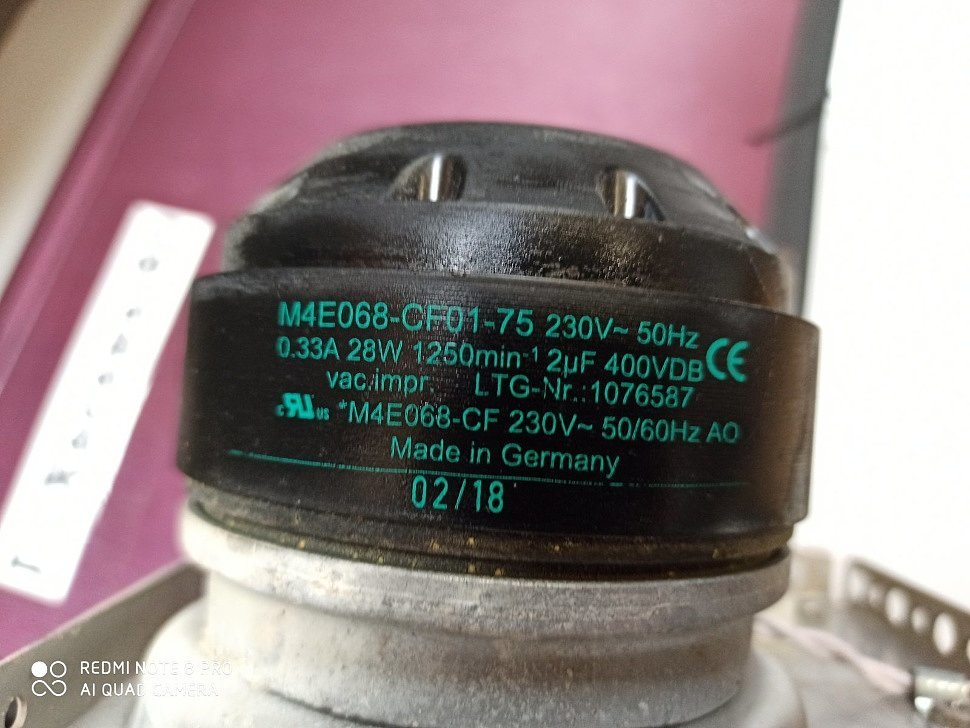 M4E068-CF01-75 230V~ 50Hz
0.33A 28W 1250min⁻¹ 2µF 400VDB CE
vac.impr. LTG-Nr.:1076587
cRUus *M4E068-CF 230V~ 50/60Hz AO
Made in Germany
02/18
REDMI NOTE 8 PRO
AI QUAD CAMERA